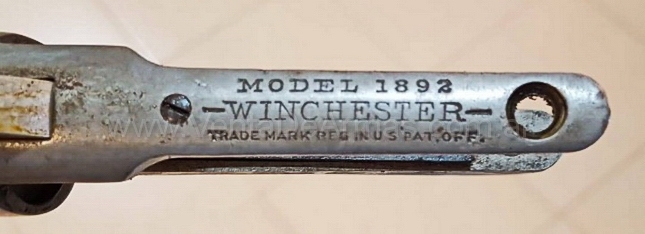 MODEL 1892
-WINCHESTER-
TRADE MARK REG. IN U.S. PAT. OFF.